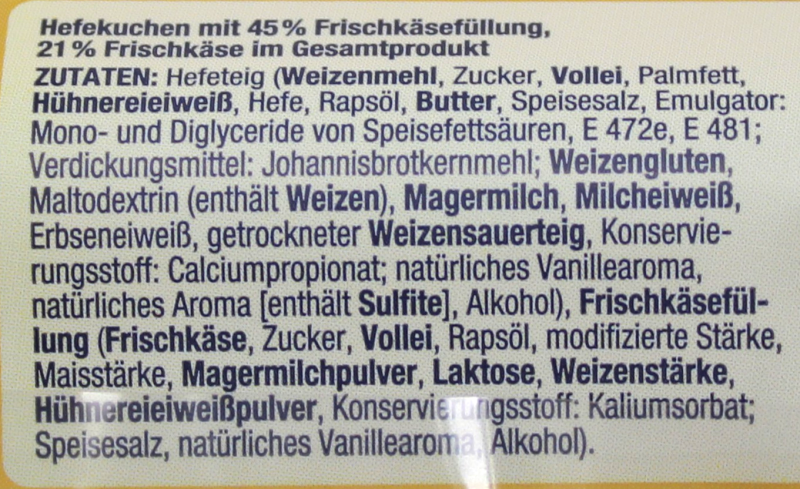 Hefekuchen mit 45% Frischkäsefüllung,
21% Frischkäse im Gesamtprodukt
ZUTATEN: Hefeteig (Weizenmehl, Zucker, Vollei, Palmfett,
Hühnereieiweiß, Hefe, Rapsöl, Butter, Speisesalz, Emulgator:
Mono- und Diglyceride von Speisefettsäuren, E 472e, E 481;
Verdickungsmittel: Johannisbrotkernmehl; Weizengluten,
Maltodextrin (enthält Weizen), Magermilch, Milcheiweiß,
Erbseneiweiß, getrockneter Weizensauerteig, Konservie-
rungsstoff: Calciumpropionat; natürliches Vanillearoma,
natürliches Aroma [enthält Sulfite], Alkohol), Frischkäsefül-
lung (Frischkäse, Zucker, Vollei, Rapsöl, modifizierte Stärke,
Maisstärke, Magermilchpulver, Laktose, Weizenstärke,
Hühnereieiweißpulver, Konservierungsstoff: Kaliumsorbat;
Speisesalz, natürliches Vanillearoma, Alkohol).